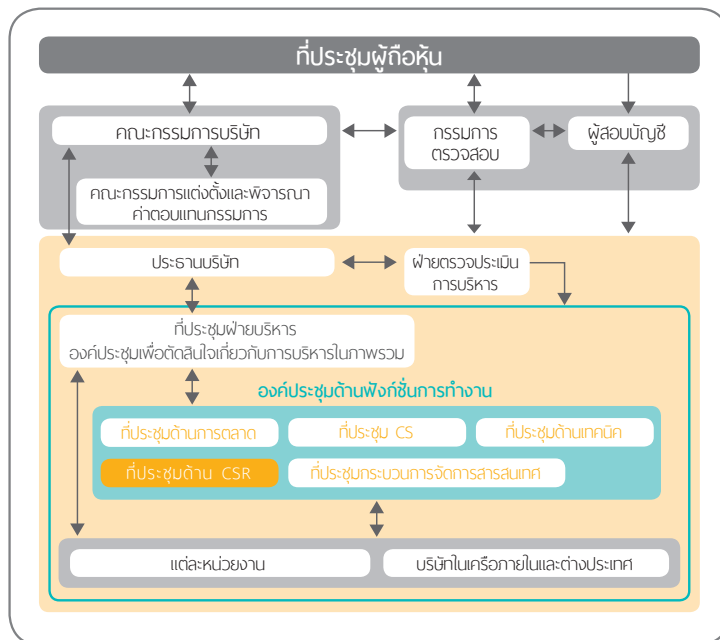 ที่ประชุมผู้ถือหุ้น
คณะกรรมการบริษัท
กรรมการ
ตรวจสอบ
ผู้สอบบัญชี
คณะกรรมการแต่งตั้งและพิจารณา
ค่าตอบแทนกรรมการ
ประธานบริษัท
ฝ่ายตรวจประเมิน
การบริหาร
ที่ประชุมฝ่ายบริหาร
องค์ประชุมเพื่อตัดสินใจเกี่ยวกับการบริหารในภาพรวม
องค์ประชุมด้านฟังก์ชั่นการทำงาน
ที่ประชุมด้านการตลาด
ที่ประชุม CS
ที่ประชุมด้านเทคนิค
ที่ประชุมด้าน CSR
ที่ประชุมกระบวนการจัดการสารสนเทศ
แต่ละหน่วยงาน
บริษัทในเครือภายในและต่างประเทศ